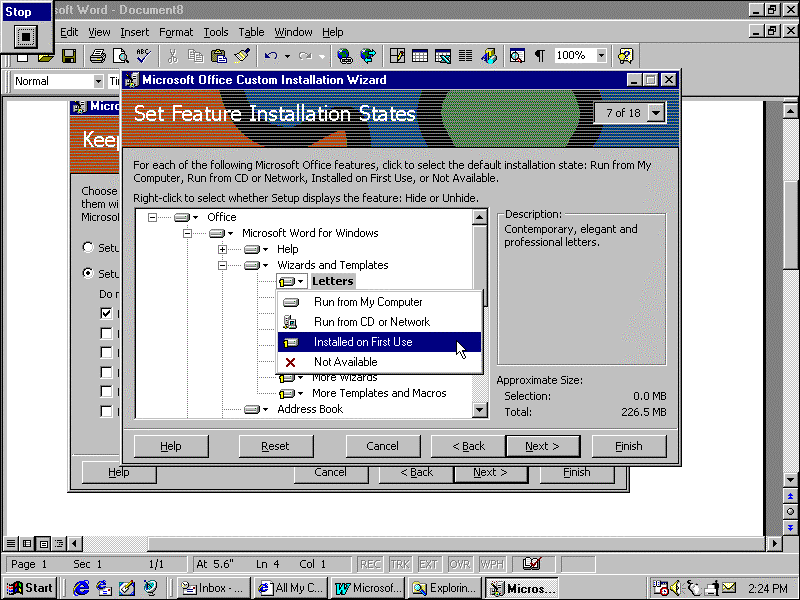 Stop
soft Word - Document8
Edit View Insert Format Tools Table Window Help
ABC
100%
Normal
Microsoft Office Custom Installation Wizard
Set Feature Installation States
7 of 18
For each of the following Microsoft Office features, click to select the default installation state: Run from My
Computer, Run from CD or Network, Installed on First Use, or Not Available.
Right-click to select whether Setup displays the feature: Hide or Unhide.
Office
Microsoft Word for Windows
Help
Wizards and Templates
Letters
Run from My Computer
Run from CD or Network
Installed on First Use
Not Available
More Wizards
More Templates and Macros
Address Book
Description:
Contemporary, elegant and
professional letters.
Approximate Size:
Selection: 0.0 MB
Total: 226.5 MB
Help Reset Cancel < Back Next > Finish
Micro
Keep
Choose
them wi
Microsof
Setu
Setu
Do n
Help Cancel < Back Next > Finish
Page 1 Sec 1 1/1 At 5.6" Ln 4 Col 1 REC TRK EXT OVR WPH
Start Inbox - ... All My C... Microsof... Explorin... Micros... 2:24 PM